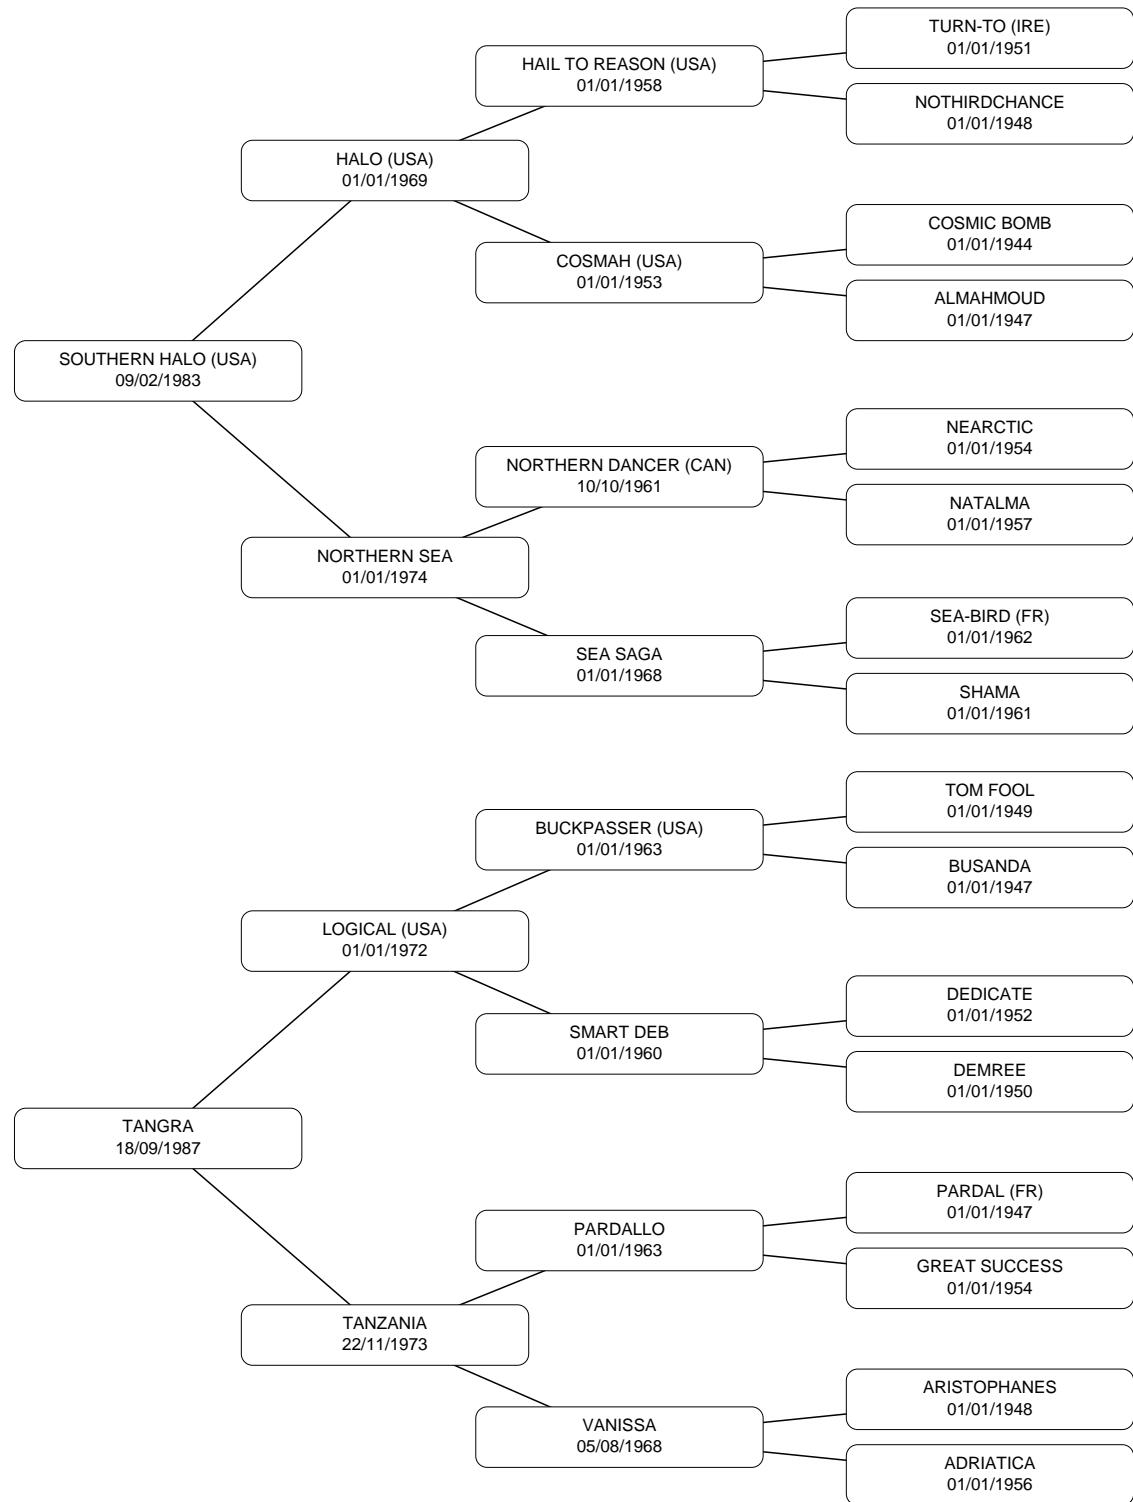 TURN-TO (IRE)
01/01/1951
HAIL TO REASON (USA)
01/01/1958
NOTHIRDCHANCE
01/01/1948
HALO (USA)
01/01/1969
COSMIC BOMB
01/01/1944
COSMAH (USA)
01/01/1953
ALMAHMOUD
01/01/1947
SOUTHERN HALO (USA)
09/02/1983
NEARCTIC
01/01/1954
NORTHERN DANCER (CAN)
10/10/1961
NATALMA
01/01/1957
NORTHERN SEA
01/01/1974
SEA-BIRD (FR)
01/01/1962
SEA SAGA
01/01/1968
SHAMA
01/01/1961
TOM FOOL
01/01/1949
BUCKPASSER (USA)
01/01/1963
BUSANDA
01/01/1947
LOGICAL (USA)
01/01/1972
DEDICATE
01/01/1952
SMART DEB
01/01/1960
DEMREE
01/01/1950
TANGRA
18/09/1987
PARDAL (FR)
01/01/1947
PARDALLO
01/01/1963
GREAT SUCCESS
01/01/1954
TANZANIA
22/11/1973
ARISTOPHANES
01/01/1948
VANISSA
05/08/1968
ADRIATICA
01/01/1956